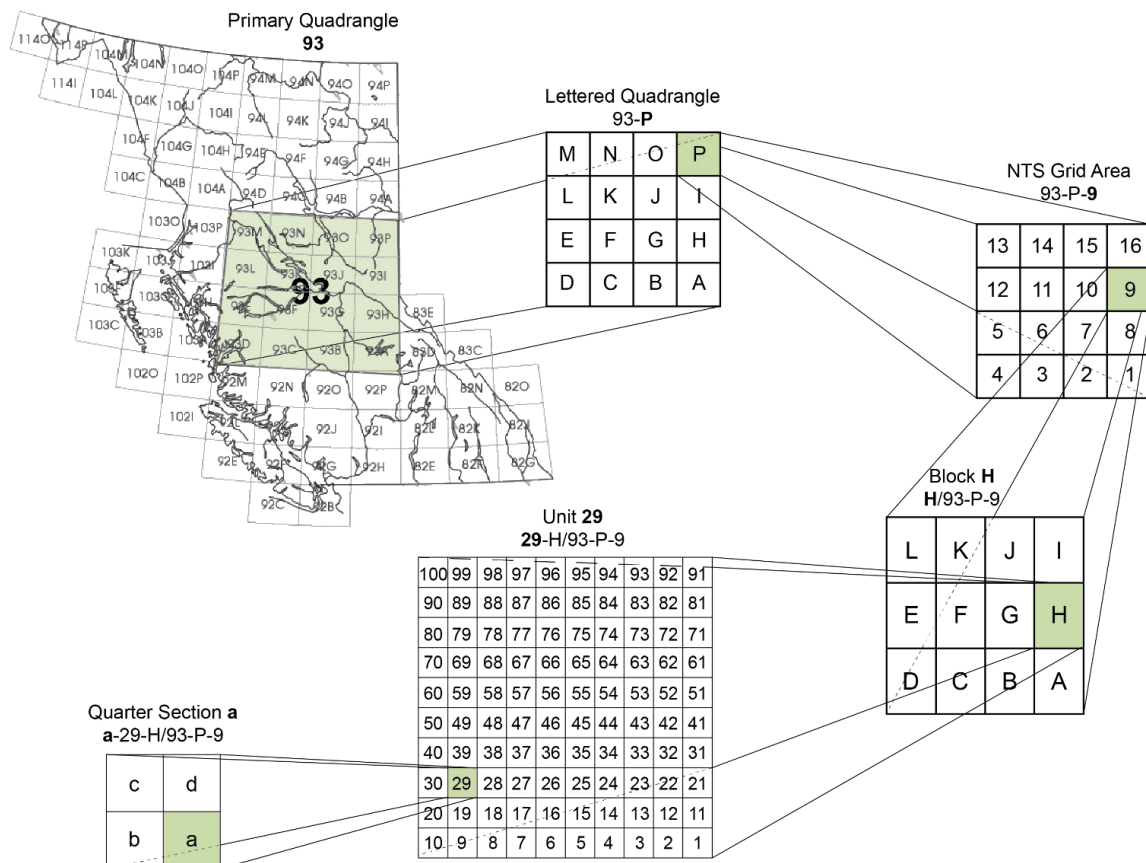 Primary Quadrangle
93
114O 114P 104M 104N 104O 104P 94M 94N 94O 94P
114I 104L 104K 104J 104I 94L 94K 94J 94I
104F 104G 104H 94E 94F 94G 94H
104C 104B 104A 94D 94C 94B 94A
103O 103P 93M 93N 93O 93P
103K 103J 103I 93L 93K 93J 93I
93
103G 93E 93F 93G 93H 83E
103C 103B 103A 93D 93C 93B 93A 83D 83C
102O 102P 92M 92N 92O 92P 82M 82N 82O
102I 92L 92J 92I 82L 82K 82J
92E 92F 92G 92H 82E 82F 82G
92C 92B
Lettered Quadrangle
93-P
M N O P
L K J I
E F G H
D C B A
NTS Grid Area
93-P-9
13 14 15 16
12 11 10 9
5 6 7 8
4 3 2 1
Block H
H/93-P-9
L K J I
E F G H
D C B A
Unit 29
29-H/93-P-9
100 99 98 97 96 95 94 93 92 91
90 89 88 87 86 85 84 83 82 81
80 79 78 77 76 75 74 73 72 71
70 69 68 67 66 65 64 63 62 61
60 59 58 57 56 55 54 53 52 51
50 49 48 47 46 45 44 43 42 41
40 39 38 37 36 35 34 33 32 31
30 29 28 27 26 25 24 23 22 21
20 19 18 17 16 15 14 13 12 11
10 9 8 7 6 5 4 3 2 1
Quarter Section a
a-29-H/93-P-9
c d
b a